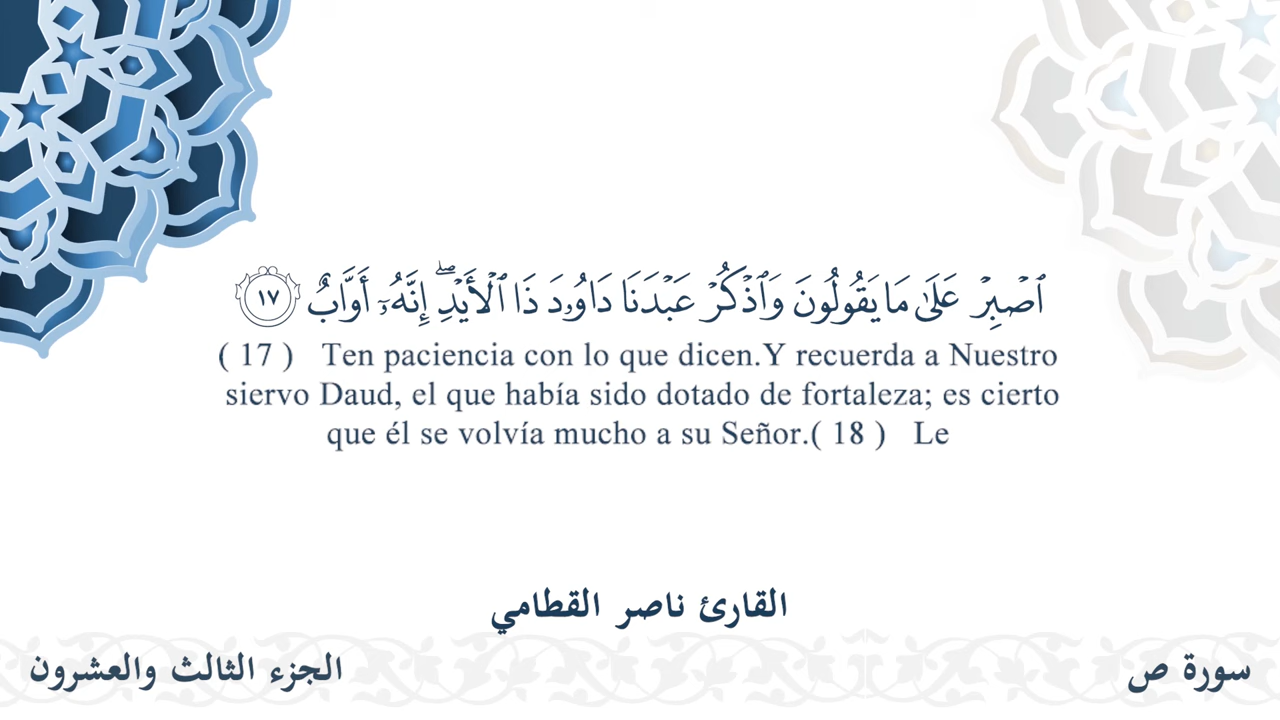 ٱصۡبِرۡ عَلَىٰ مَا يَقُولُونَ وَٱذۡكُرۡ عَبۡدَنَا دَاوُۥدَ ذَا ٱلۡأَيۡدِۖ إِنَّهُۥٓ أَوَّابٌ ١٧
( 17 ) Ten paciencia con lo que dicen.Y recuerda a Nuestro
siervo Daud, el que había sido dotado de fortaleza; es cierto
que él se volvía mucho a su Señor.( 18 ) Le
القارئ ناصر القطامي
سورة ص
الجزء الثالث والعشرون